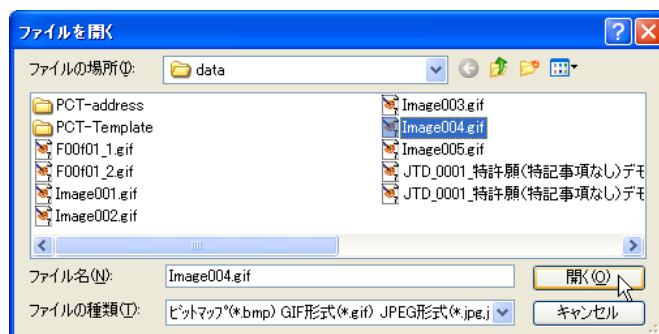 ファイルを開く
ファイルの場所(I):
data
PCT-address
PCT-Template
F00f01_1.gif
F00f01_2.gif
Image001.gif
Image002.gif
Image003.gif
Image004.gif
Image005.gif
JTD_0001_特許願(特記事項なし)デモ
JTD_0001_特許願(特記事項なし)デモ
ファイル名(N):
Image004.gif
開く(O)
ファイルの種類(T):
ビットマップ(*.bmp) GIF形式(*.gif) JPEG形式(*.jpg,j
キャンセル